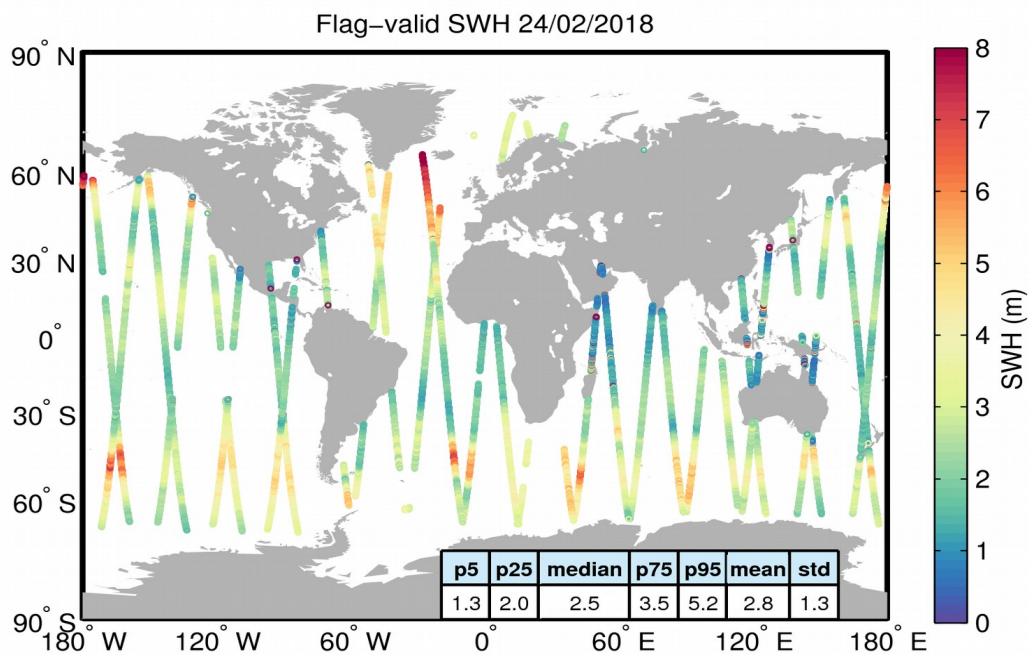 Flag−valid SWH 24/02/2018
90° N
60° N
30° N
0°
30° S
60° S
90° S
180° W
120° W
60° W
0°
60° E
120° E
180° E
8
7
6
5
4
3
2
1
0
SWH (m)
p5 p25 median p75 p95 mean std
1.3 2.0 2.5 3.5 5.2 2.8 1.3